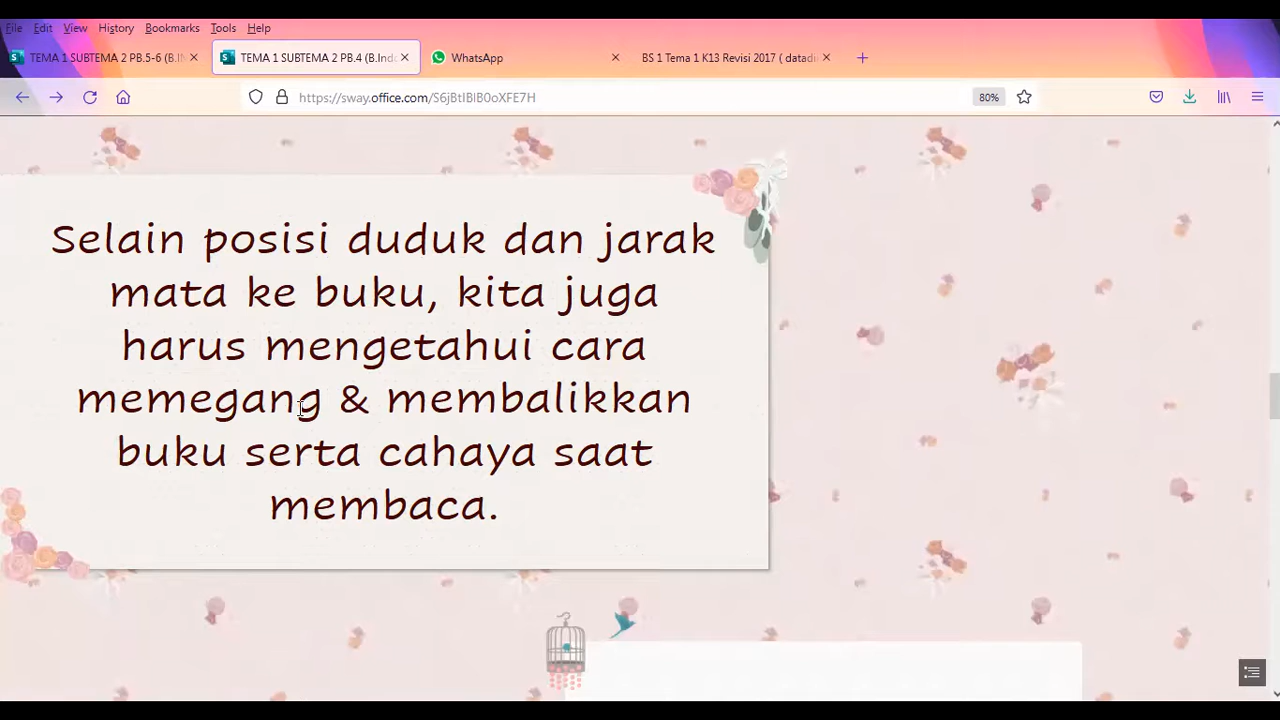 File Edit View History Bookmarks Tools Help
TEMA 1 SUBTEMA 2 PB.5-6 (B.In
TEMA 1 SUBTEMA 2 PB.4 (B.Indo
WhatsApp
BS 1 Tema 1 K13 Revisi 2017 ( datadi
https://sway.office.com/S6jBtIBlB0oXFE7H
80%
Selain posisi duduk dan jarak
mata ke buku, kita juga
harus mengetahui cara
memegang & membalikkan
buku serta cahaya saat
membaca.